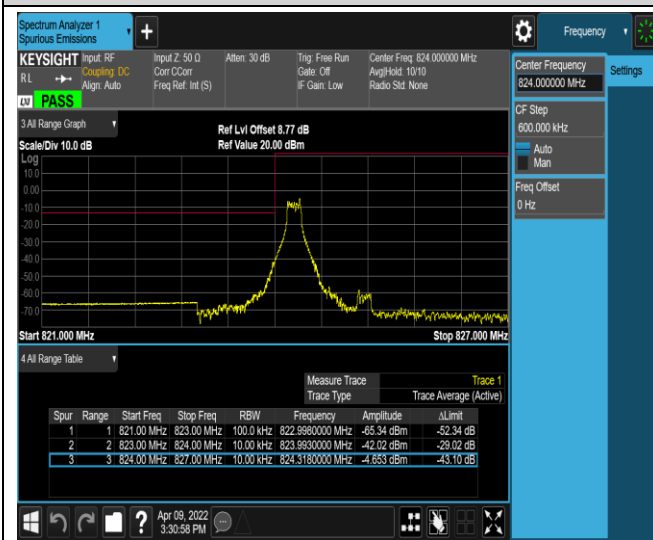 Spectrum Analyzer 1
Spurious Emissions
+
Frequency
KEYSIGHT Input: RF Input Z: 50 Ω Atten: 30 dB Trig: Free Run Center Freq: 824.000000 MHz
RL Coupling: DC Corr CCorr Gate: Off Avg|Hold: 10/10
Align: Auto Freq Ref: Int (S) IF Gain: Low Radio Std: None
LXI PASS
Center Frequency
824.000000 MHz
Settings
CF Step
600.000 kHz
Auto
Man
Freq Offset
0 Hz
3 All Range Graph
Ref Lvl Offset 8.77 dB
Scale/Div 10.0 dB Ref Value 20.00 dBm
Log
10.0
0.00
-10.0
-20.0
-30.0
-40.0
-50.0
-60.0
-70.0
Start 821.000 MHz Stop 827.000 MHz
4 All Range Table
Measure Trace Trace 1
Trace Type Trace Average (Active)
Spur Range Start Freq Stop Freq RBW Frequency Amplitude ΔLimit
1 1 821.00 MHz 823.00 MHz 100.0 kHz 822.9980000 MHz -65.34 dBm -52.34 dB
2 2 823.00 MHz 824.00 MHz 10.00 kHz 823.9930000 MHz -42.02 dBm -29.02 dB
3 3 824.00 MHz 827.00 MHz 10.00 kHz 824.3180000 MHz -4.653 dBm -43.10 dB
? Apr 09, 2022
3:30:58 PM